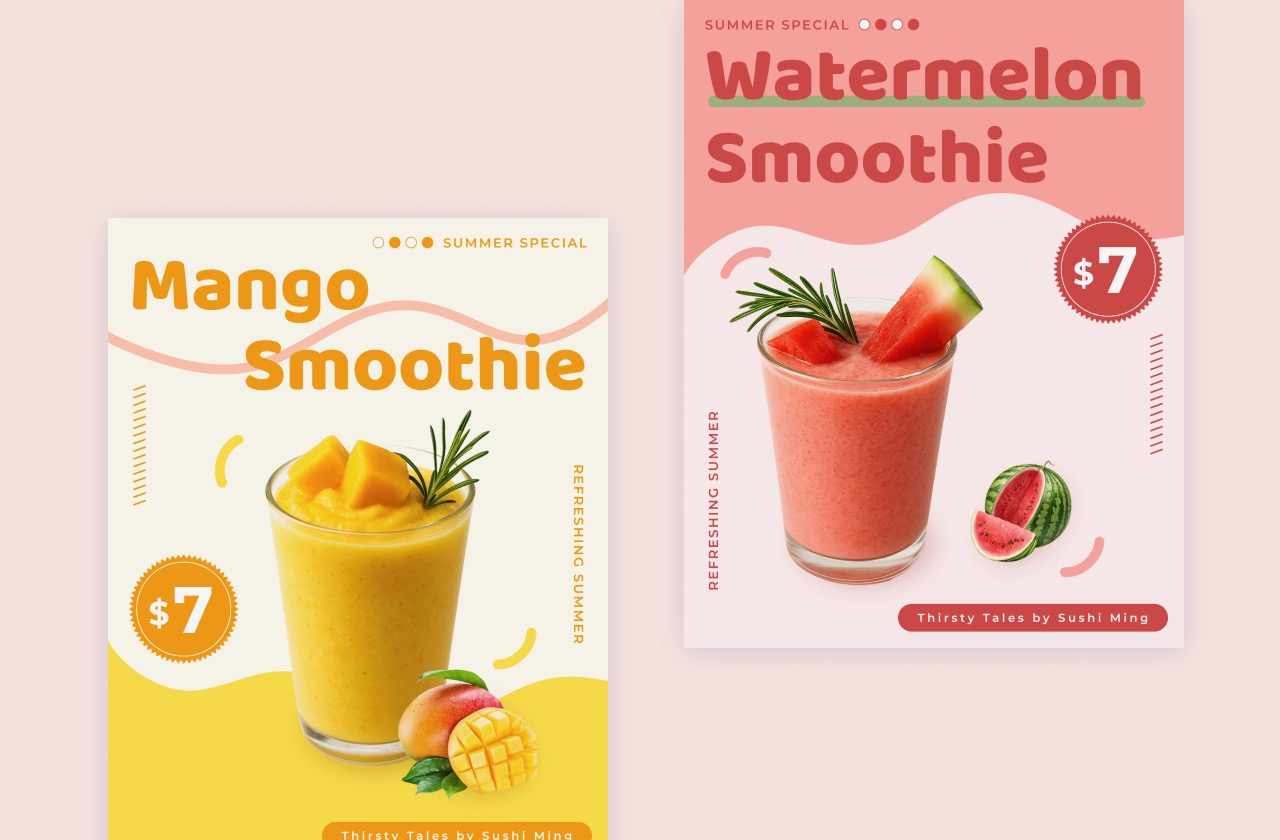 SUMMER SPECIAL
Mango
Smoothie
REFRESHING SUMMER
$7
Thirsty Tales by Sushi Ming
SUMMER SPECIAL
Watermelon
Smoothie
$7
REFRESHING SUMMER
Thirsty Tales by Sushi Ming